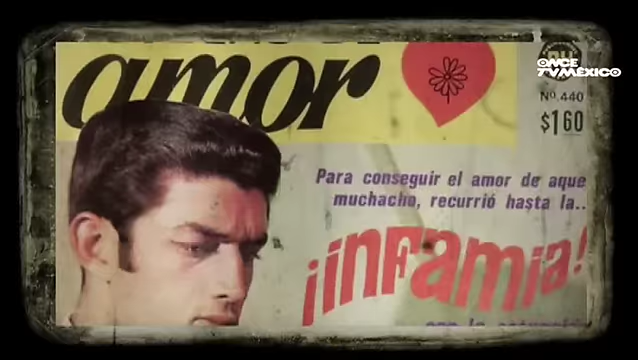 amor
ONCE
TV MÉXICO
Nº.440
$1.60
Para conseguir el amor de aque
muchacho, recurrió hasta la..
¡INFAMIA!